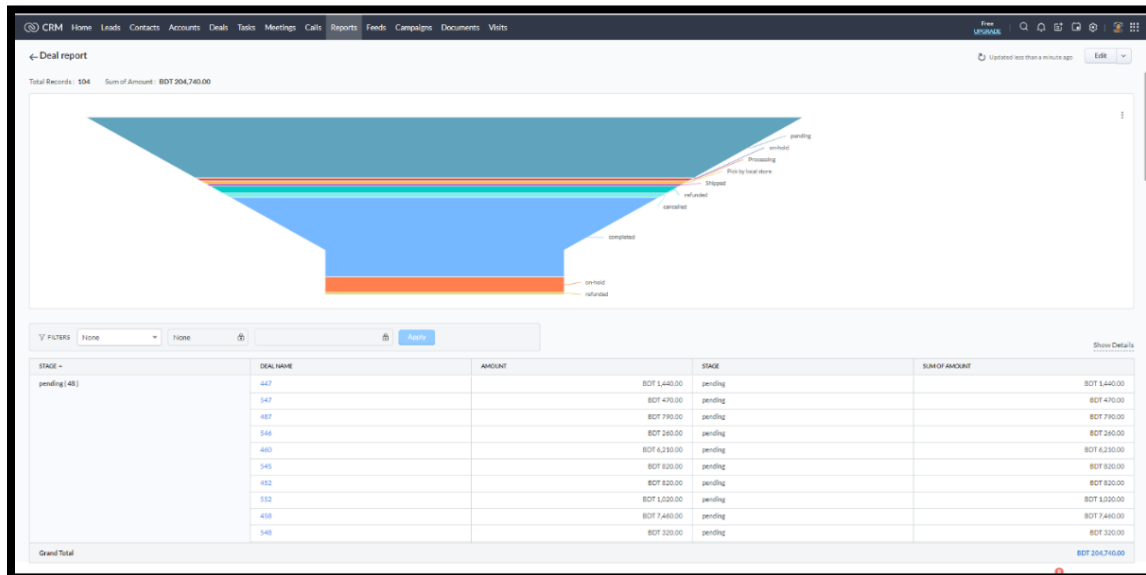 CRM Home Leads Contacts Accounts Deals Tasks Meetings Calls Reports Feeds Campaigns Documents Visits Free UPGRADE
Deal report Updated less than a minute ago Edit
Total Records: 104 Sum of Amount: BDT 204,740.00
pending
on-hold
Processing
Pick by local store
Shipped
refunded
cancelled
completed
on-hold
refunded
FILTERS None None Apply
Show Details
STAGE DEAL NAME AMOUNT STAGE SUM OF AMOUNT
pending (48) 447 BDT 1,440.00 pending BDT 1,440.00
547 BDT 470.00 pending BDT 470.00
487 BDT 790.00 pending BDT 790.00
546 BDT 260.00 pending BDT 260.00
460 BDT 6,210.00 pending BDT 6,210.00
545 BDT 820.00 pending BDT 820.00
452 BDT 820.00 pending BDT 820.00
552 BDT 1,020.00 pending BDT 1,020.00
458 BDT 7,460.00 pending BDT 7,460.00
548 BDT 320.00 pending BDT 320.00
Grand Total BDT 204,740.00